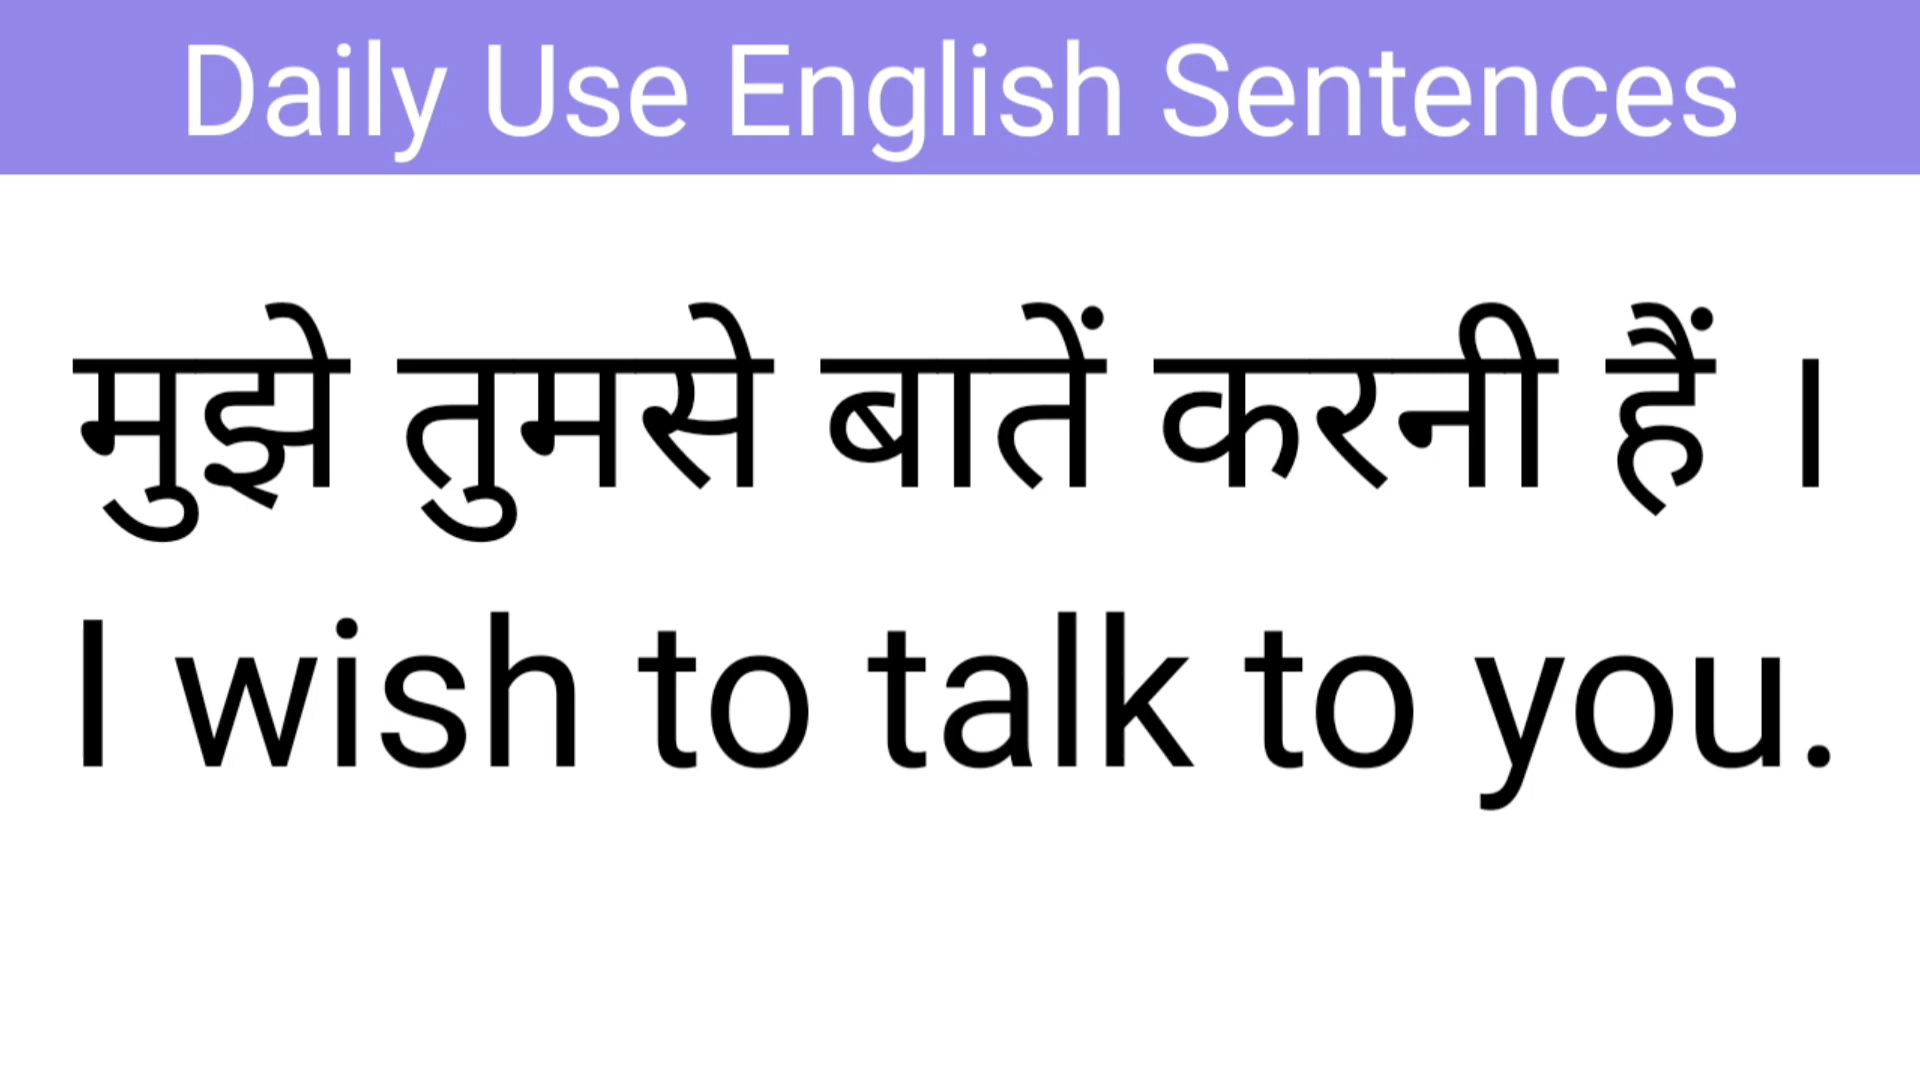 Daily Use English Sentences
मुझे तुमसे बातें करनी हैं ।
I wish to talk to you.